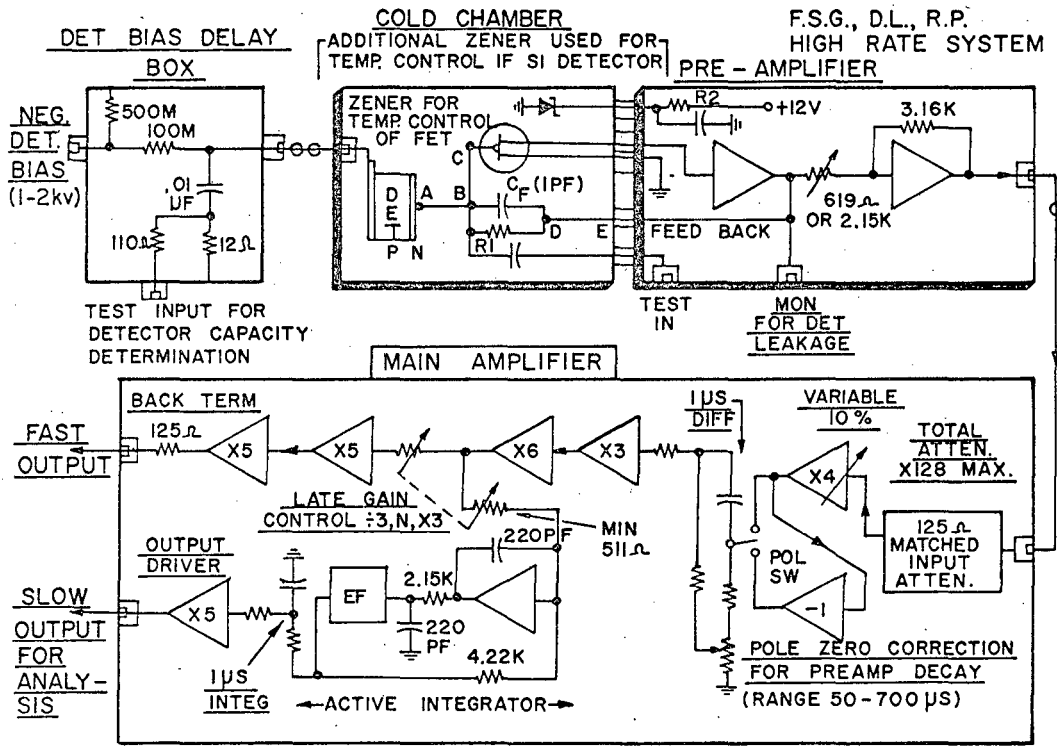 DET BIAS DELAY
BOX
COLD CHAMBER
ADDITIONAL ZENER USED FOR
TEMP. CONTROL IF SI DETECTOR
F.S.G., D.L., R.P.
HIGH RATE SYSTEM
PRE-AMPLIFIER
NEG.
DET.
BIAS
(1-2kv)
500M
100M
.01
µF
110Ω
12Ω
TEST INPUT FOR
DETECTOR CAPACITY
DETERMINATION
ZENER FOR
TEMP. CONTROL
OF FET
C
D
E
T
P N
A
B
CF (1PF)
R1
D
E
R2
+12V
3.16K
619Ω
OR 2.15K
FEED BACK
TEST
IN
MON
FOR DET
LEAKAGE
MAIN AMPLIFIER
BACK TERM
125Ω
FAST
OUTPUT
X5
X5
X6
X3
1µS
DIFF
VARIABLE
10%
X4
TOTAL
ATTEN.
X128 MAX.
LATE GAIN
CONTROL ÷3,N,X3
MIN
511Ω
220PF
POL
SW
-1
125Ω
MATCHED
INPUT
ATTEN.
OUTPUT
DRIVER
X5
EF
2.15K
220
PF
4.22K
SLOW
OUTPUT
FOR
ANALY-
SIS
1µS
INTEG
ACTIVE INTEGRATOR
POLE ZERO CORRECTION
FOR PREAMP DECAY
(RANGE 50-700µS)